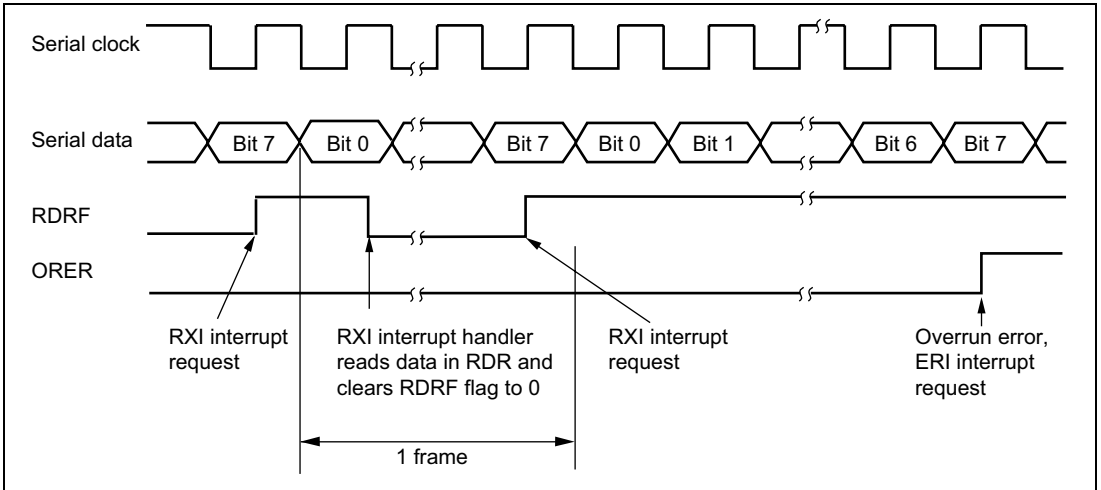 Serial clock
Serial data
Bit 7
Bit 0
Bit 7
Bit 0
Bit 1
Bit 6
Bit 7
RDRF
ORER
RXI interrupt
request
RXI interrupt handler
reads data in RDR and
clears RDRF flag to 0
RXI interrupt
request
Overrun error,
ERI interrupt
request
1 frame